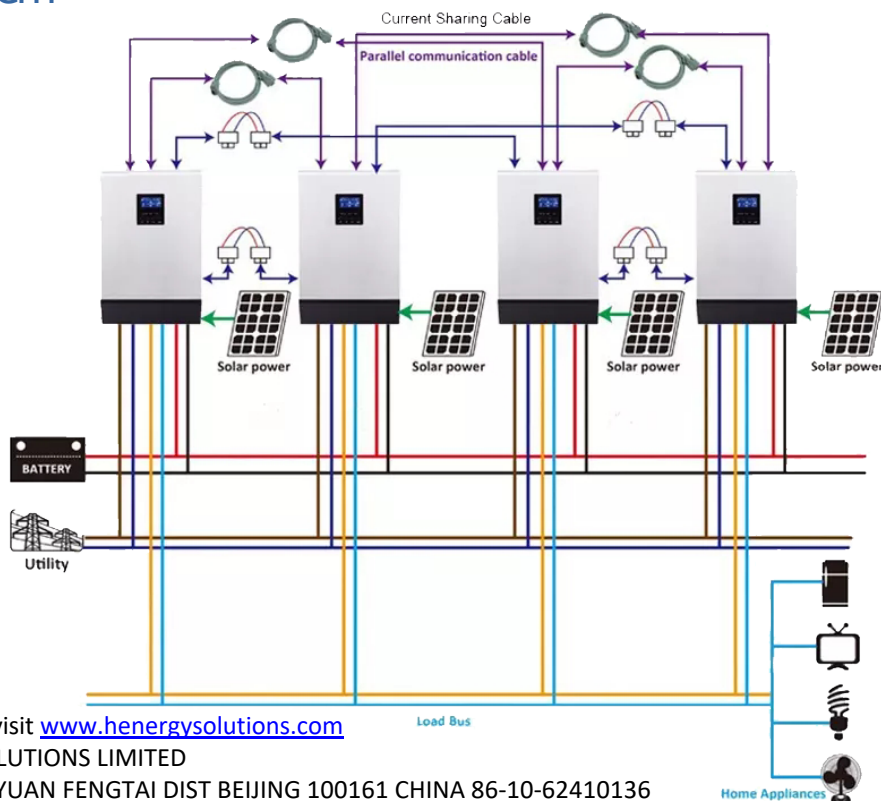 Current Sharing Cable
Parallel communication cable
Solar power
Solar power
Solar power
Solar power
BATTERY
Utility
Load Bus
Home Appliances
visit www.henergysolutions.com
LUTIONS LIMITED
YUAN FENGTAI DIST BEIJING 100161 CHINA 86-10-62410136